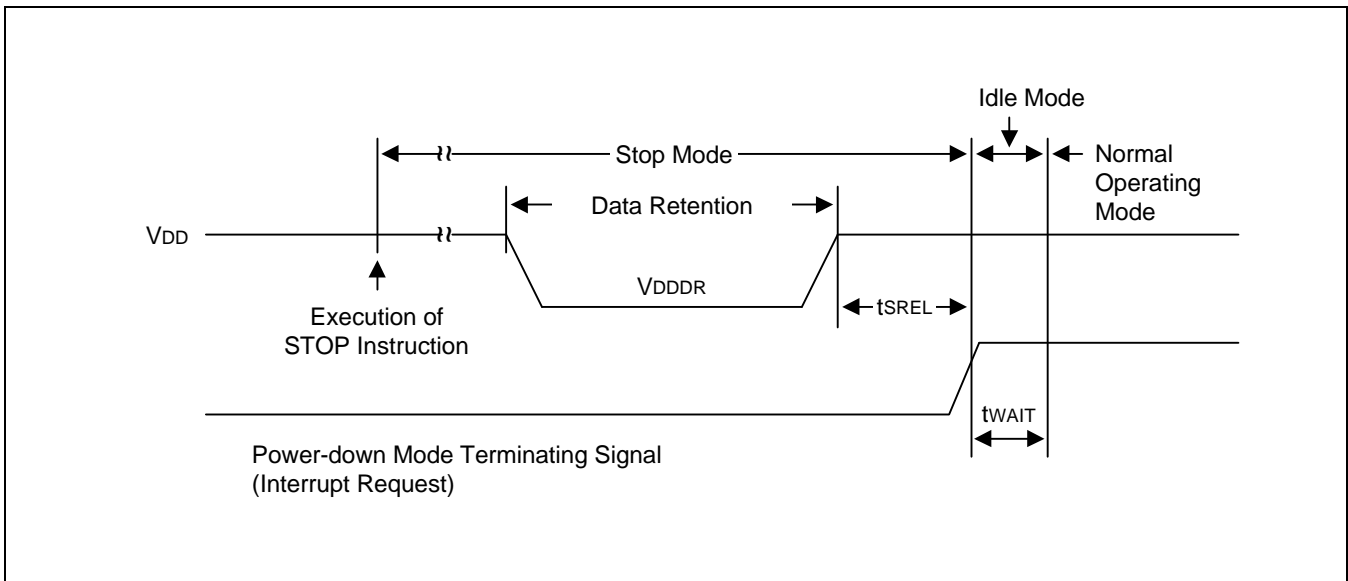 Idle Mode
Stop Mode
Normal
Operating
Mode
Data Retention
VDD
VDDDR
tSREL
Execution of
STOP Instruction
tWAIT
Power-down Mode Terminating Signal
(Interrupt Request)